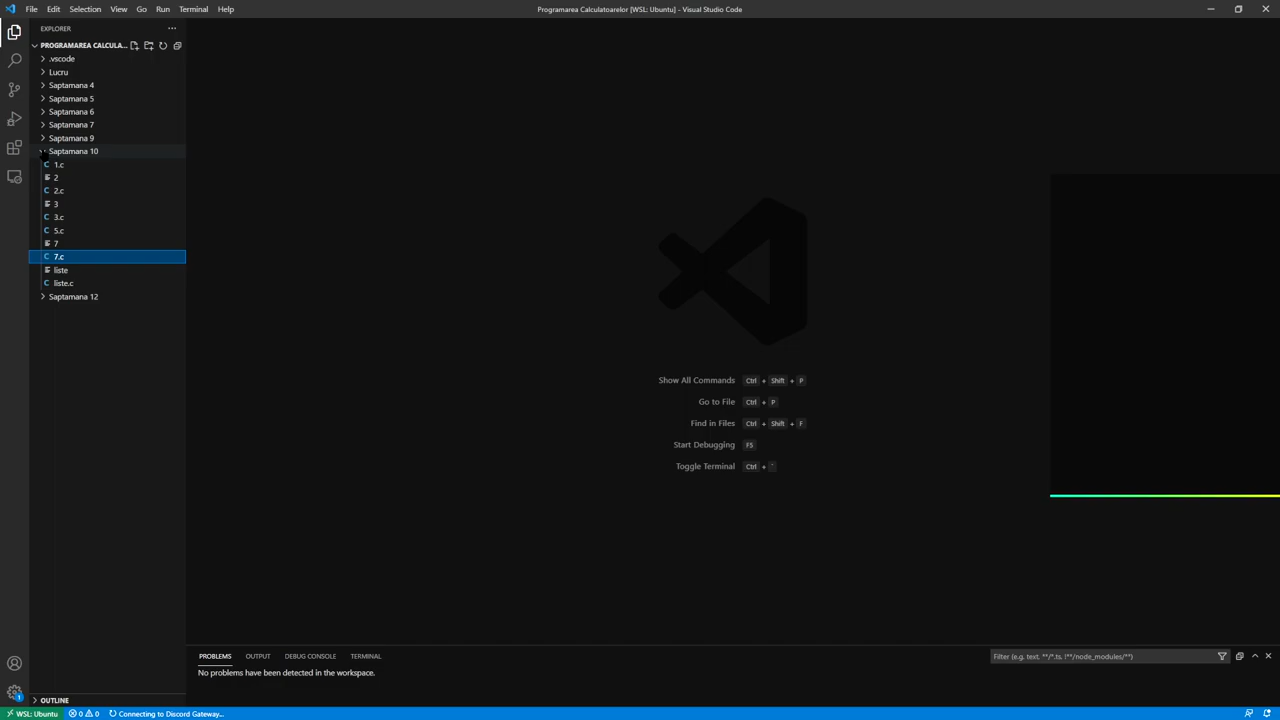 File Edit Selection View Go Run Terminal Help
Programarea Calculatoarelor [WSL: Ubuntu] - Visual Studio Code
EXPLORER
PROGRAMAREA CALCULA...
.vscode
Lucru
Saptamana 4
Saptamana 5
Saptamana 6
Saptamana 7
Saptamana 9
Saptamana 10
C 1.c
2
C 2.c
3
C 3.c
C 5.c
7
C 7.c
liste
C liste.c
Saptamana 12
Show All Commands Ctrl + Shift + P
Go to File Ctrl + P
Find in Files Ctrl + Shift + F
Start Debugging F5
Toggle Terminal Ctrl + `
PROBLEMS OUTPUT DEBUG CONSOLE TERMINAL
Filter (e.g. text, **/*.ts, !**/node_modules/**)
No problems have been detected in the workspace.
OUTLINE
1
WSL: Ubuntu 0 0 Connecting to Discord Gateway...